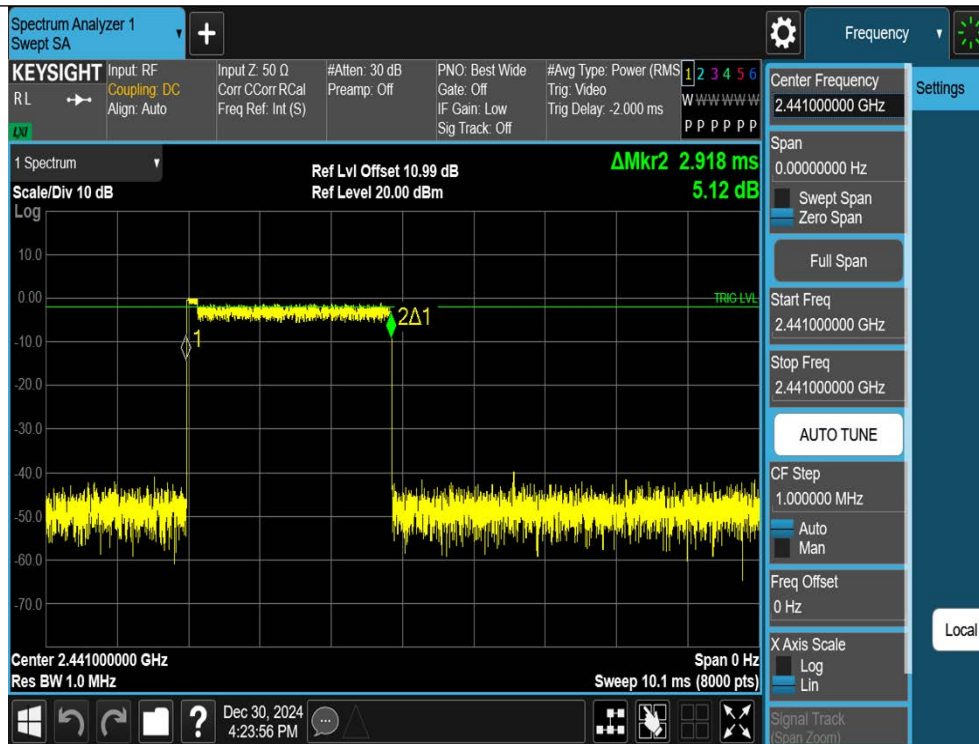 Spectrum Analyzer 1
Swept SA
+
Frequency
KEYSIGHT
RL
LXI
Input: RF
Coupling: DC
Align: Auto
Input Z: 50 Ω
Corr CCorr RCal
Freq Ref: Int (S)
#Atten: 30 dB
Preamp: Off
PNO: Best Wide
Gate: Off
IF Gain: Low
Sig Track: Off
#Avg Type: Power (RMS
Trig: Video
Trig Delay: -2.000 ms
1 2 3 4 5 6
W W W W W W
P P P P P P
1 Spectrum
Scale/Div 10 dB
Log
Ref Lvl Offset 10.99 dB
Ref Level 20.00 dBm
ΔMkr2 2.918 ms
5.12 dB
10.0
0.00
-10.0
-20.0
-30.0
-40.0
-50.0
-60.0
-70.0
TRIG LVL
1
2Δ1
Center 2.441000000 GHz
Res BW 1.0 MHz
Span 0 Hz
Sweep 10.1 ms (8000 pts)
Dec 30, 2024
4:23:56 PM
?
Center Frequency
2.441000000 GHz
Span
0.00000000 Hz
Swept Span
Zero Span
Full Span
Start Freq
2.441000000 GHz
Stop Freq
2.441000000 GHz
AUTO TUNE
CF Step
1.000000 MHz
Auto
Man
Freq Offset
0 Hz
X Axis Scale
Log
Lin
Signal Track
(Span Zoom)
Settings
Local